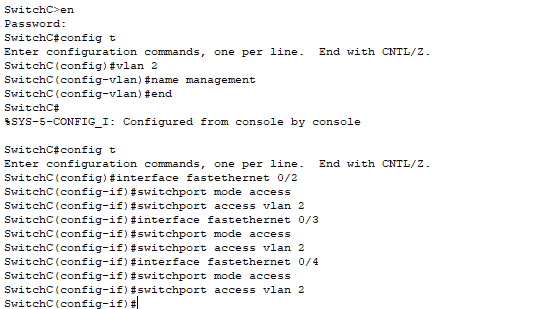 SwitchC>en
Password:
SwitchC#config t
Enter configuration commands, one per line.  End with CNTL/Z.
SwitchC(config)#vlan 2
SwitchC(config-vlan)#name management
SwitchC(config-vlan)#end
SwitchC#
%SYS-5-CONFIG_I: Configured from console by console

SwitchC#config t
Enter configuration commands, one per line.  End with CNTL/Z.
SwitchC(config)#interface fastethernet 0/2
SwitchC(config-if)#switchport mode access
SwitchC(config-if)#switchport access vlan 2
SwitchC(config-if)#interface fastethernet 0/3
SwitchC(config-if)#switchport mode access
SwitchC(config-if)#switchport access vlan 2
SwitchC(config-if)#interface fastethernet 0/4
SwitchC(config-if)#switchport mode access
SwitchC(config-if)#switchport access vlan 2
SwitchC(config-if)#